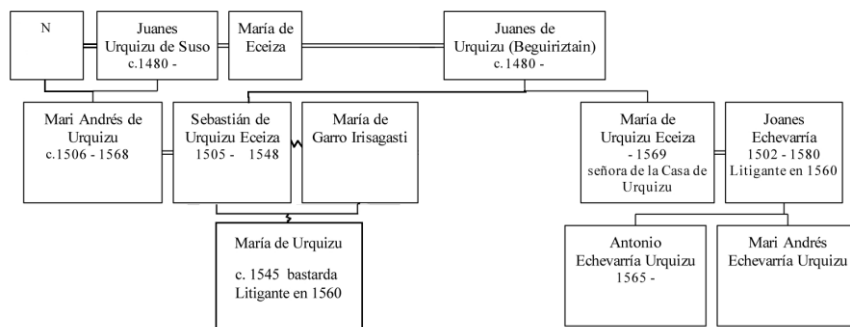 N
Juanes
Urquizu de Suso
c.1480 -
María de
Eceiza
Juanes de
Urquizu (Beguiriztain)
c.1480 -
Mari Andrés de
Urquizu
c.1506 - 1568
Sebastián de
Urquizu Eceiza
1505 - 1548
María de
Garro Irisagasti
María de
Urquizu Eceiza
- 1569
señora de la Casa de
Urquizu
Joanes
Echevarría
1502 - 1580
Litigante en 1560
María de Urquizu
c. 1545 bastarda
Litigante en 1560
Antonio
Echevarría Urquizu
1565 -
Mari Andrés
Echevarría Urquizu